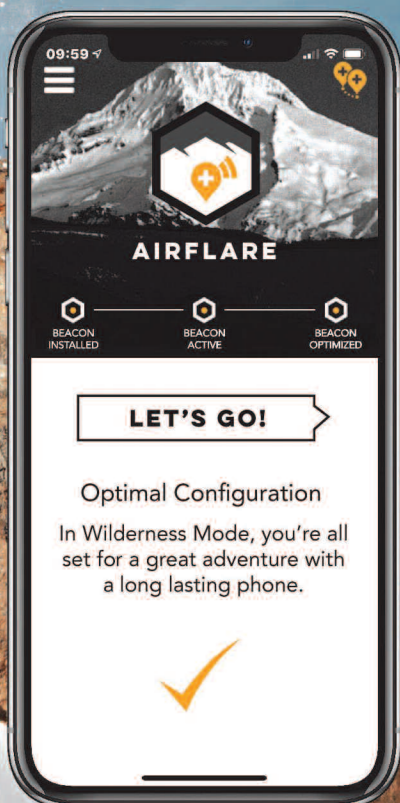 09:59
AIRFLARE
BEACON INSTALLED
BEACON ACTIVE
BEACON OPTIMIZED
LET'S GO!
Optimal Configuration
In Wilderness Mode, you're all
set for a great adventure with
a long lasting phone.